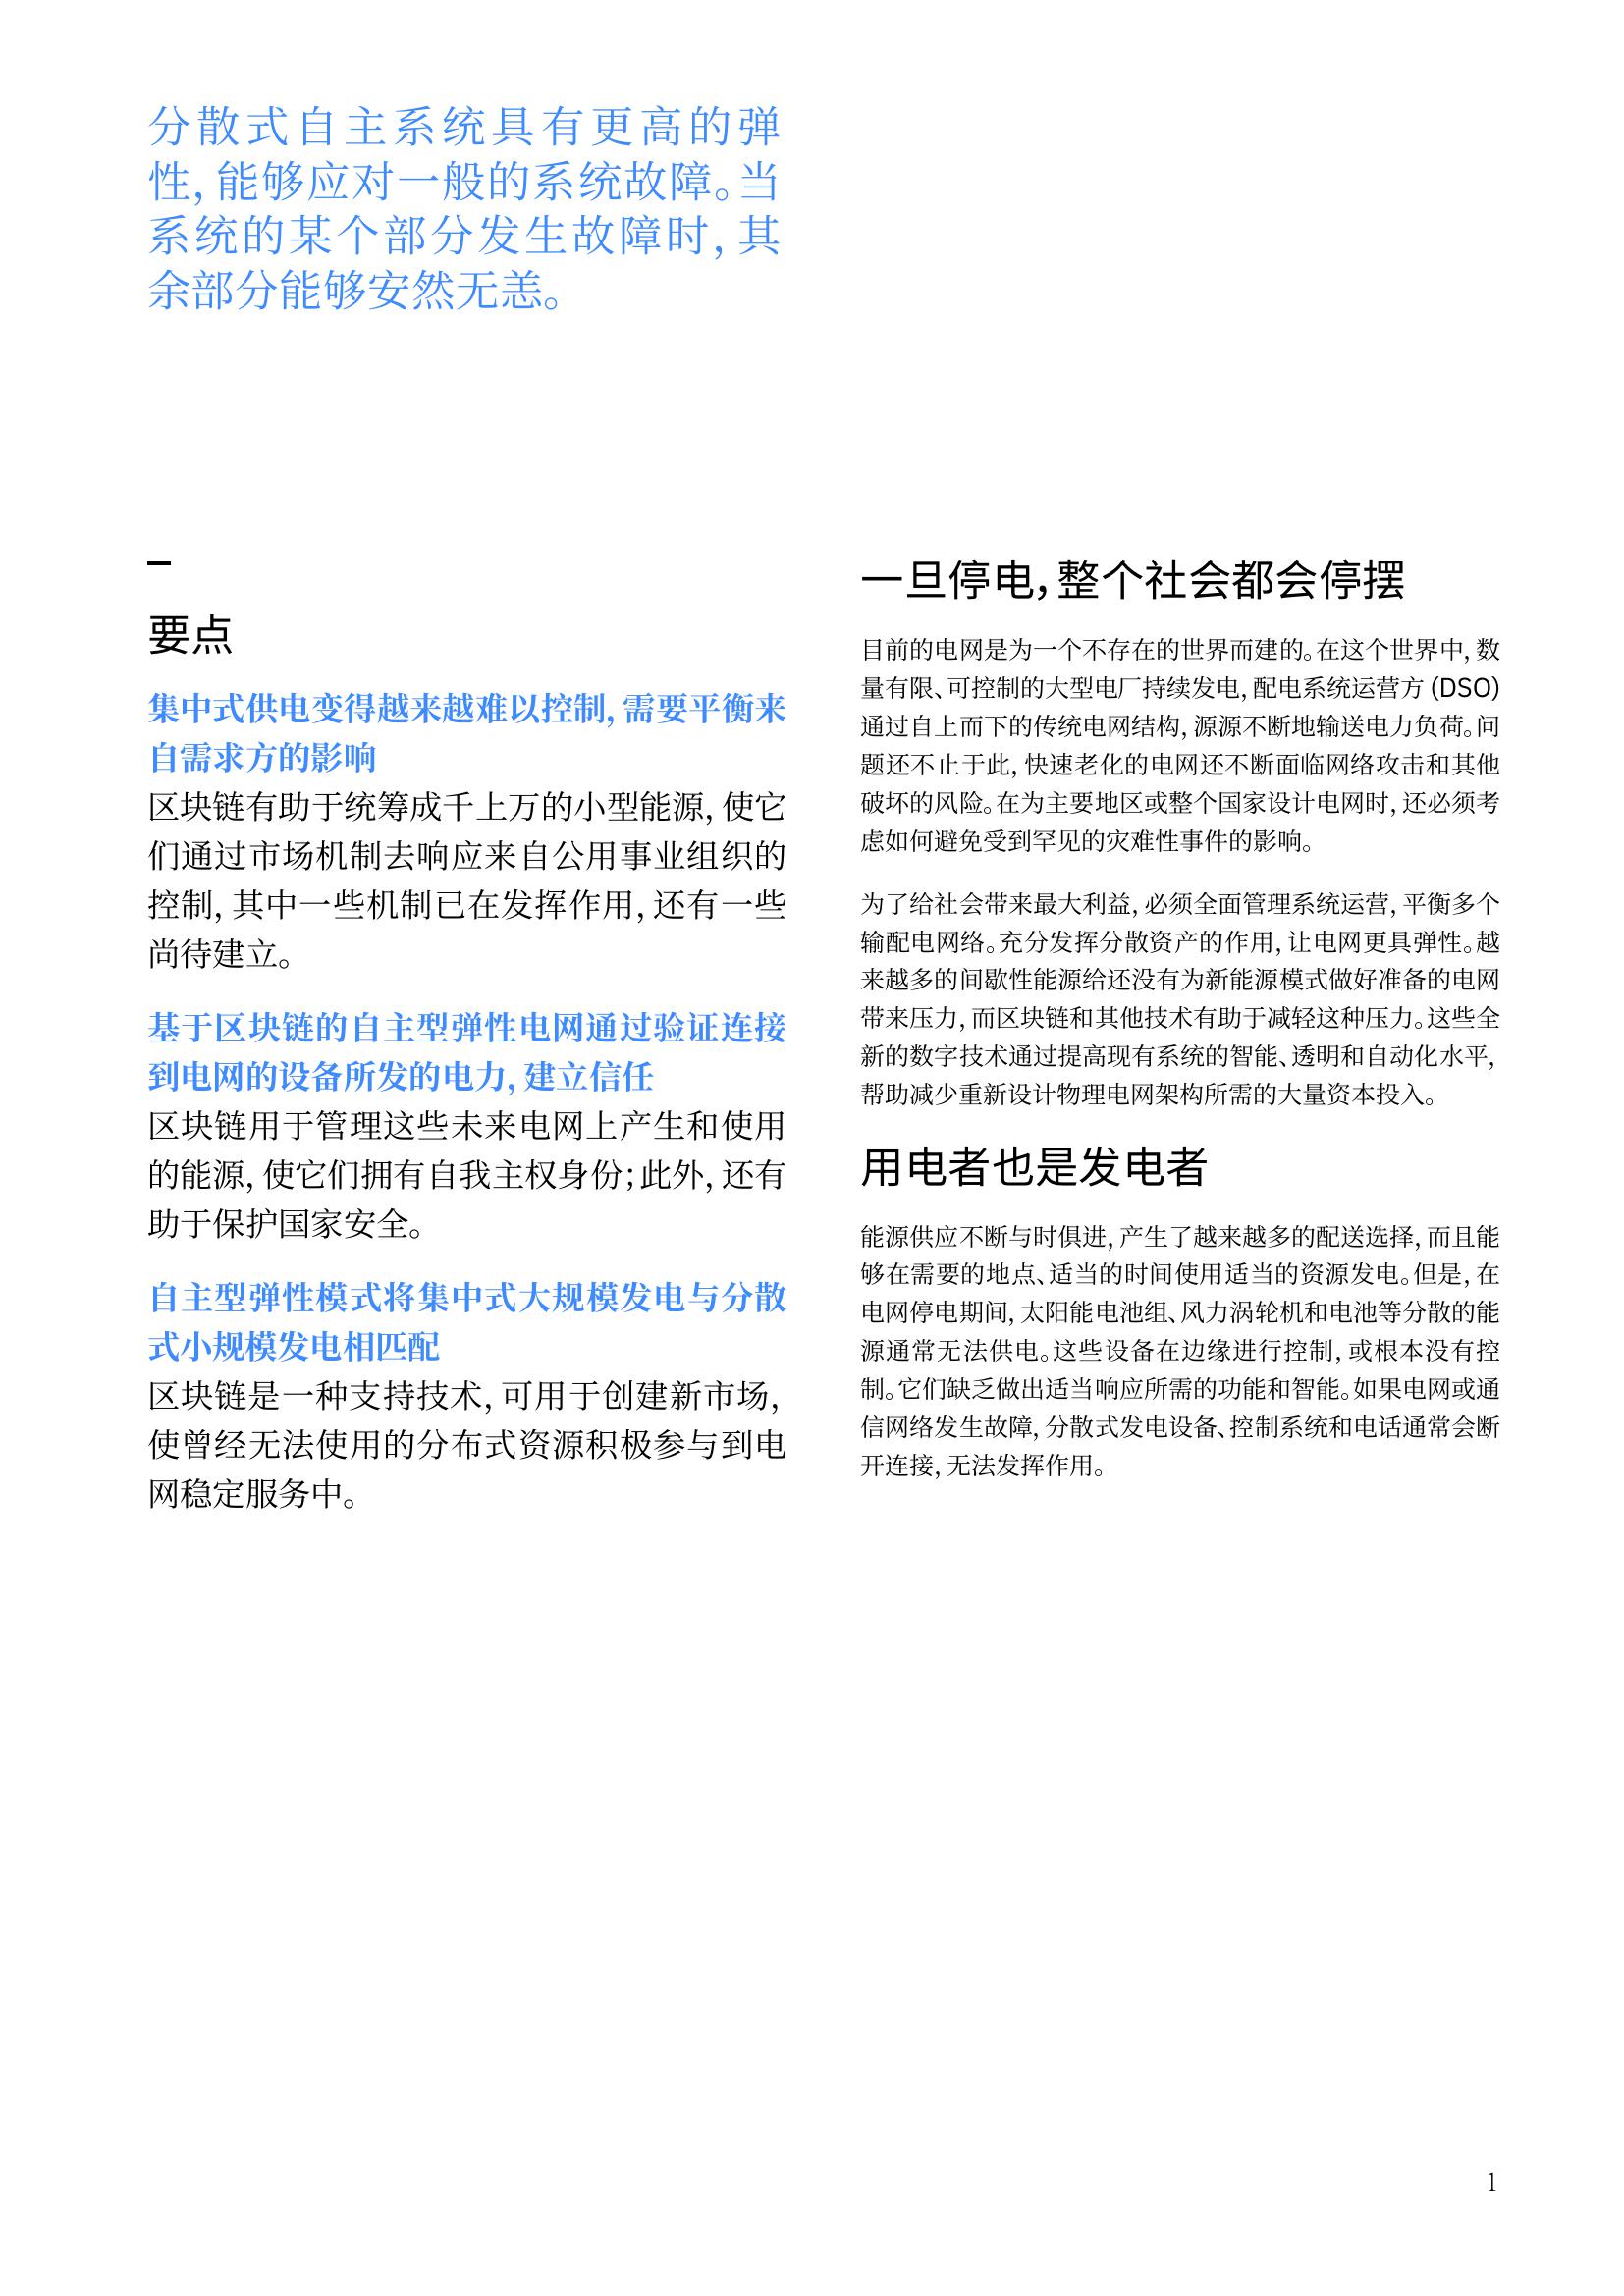 分散式自主系统具有更高的弹
性，能够应对一般的系统故障。当
系统的某个部分发生故障时，其
余部分能够安然无恙。
–
要点
集中式供电变得越来越难以控制，需要平衡来
自需求方的影响
区块链有助于统筹成千上万的小型能源，使它
们通过市场机制去响应来自公用事业组织的
控制，其中一些机制已在发挥作用，还有一些
尚待建立。
基于区块链的自主型弹性电网通过验证连接
到电网的设备所发的电力，建立信任
区块链用于管理这些未来电网上产生和使用
的能源，使它们拥有自我主权身份；此外，还有
助于保护国家安全。
自主型弹性模式将集中式大规模发电与分散
式小规模发电相匹配
区块链是一种支持技术，可用于创建新市场，
使曾经无法使用的分布式资源积极参与到电
网稳定服务中。
一旦停电，整个社会都会停摆
目前的电网是为一个不存在的世界而建的。在这个世界中，数
量有限、可控制的大型电厂持续发电，配电系统运营方 (DSO)
通过自上而下的传统电网结构，源源不断地输送电力负荷。问
题还不止于此，快速老化的电网还不断面临网络攻击和其他
破坏的风险。在为主要地区或整个国家设计电网时，还必须考
虑如何避免受到罕见的灾难性事件的影响。
为了给社会带来最大利益，必须全面管理系统运营，平衡多个
输配电网络。充分发挥分散资产的作用，让电网更具弹性。越
来越多的间歇性能源给还没有为新能源模式做好准备的电网
带来压力，而区块链和其他技术有助于减轻这种压力。这些全
新的数字技术通过提高现有系统的智能、透明和自动化水平，
帮助减少重新设计物理电网架构所需的大量资本投入。
用电者也是发电者
能源供应不断与时俱进，产生了越来越多的配送选择，而且能
够在需要的地点、适当的时间使用适当的资源发电。但是，在
电网停电期间，太阳能电池组、风力涡轮机和电池等分散的能
源通常无法供电。这些设备在边缘进行控制，或根本没有控
制。它们缺乏做出适当响应所需的功能和智能。如果电网或通
信网络发生故障，分散式发电设备、控制系统和电话通常会断
开连接，无法发挥作用。
1